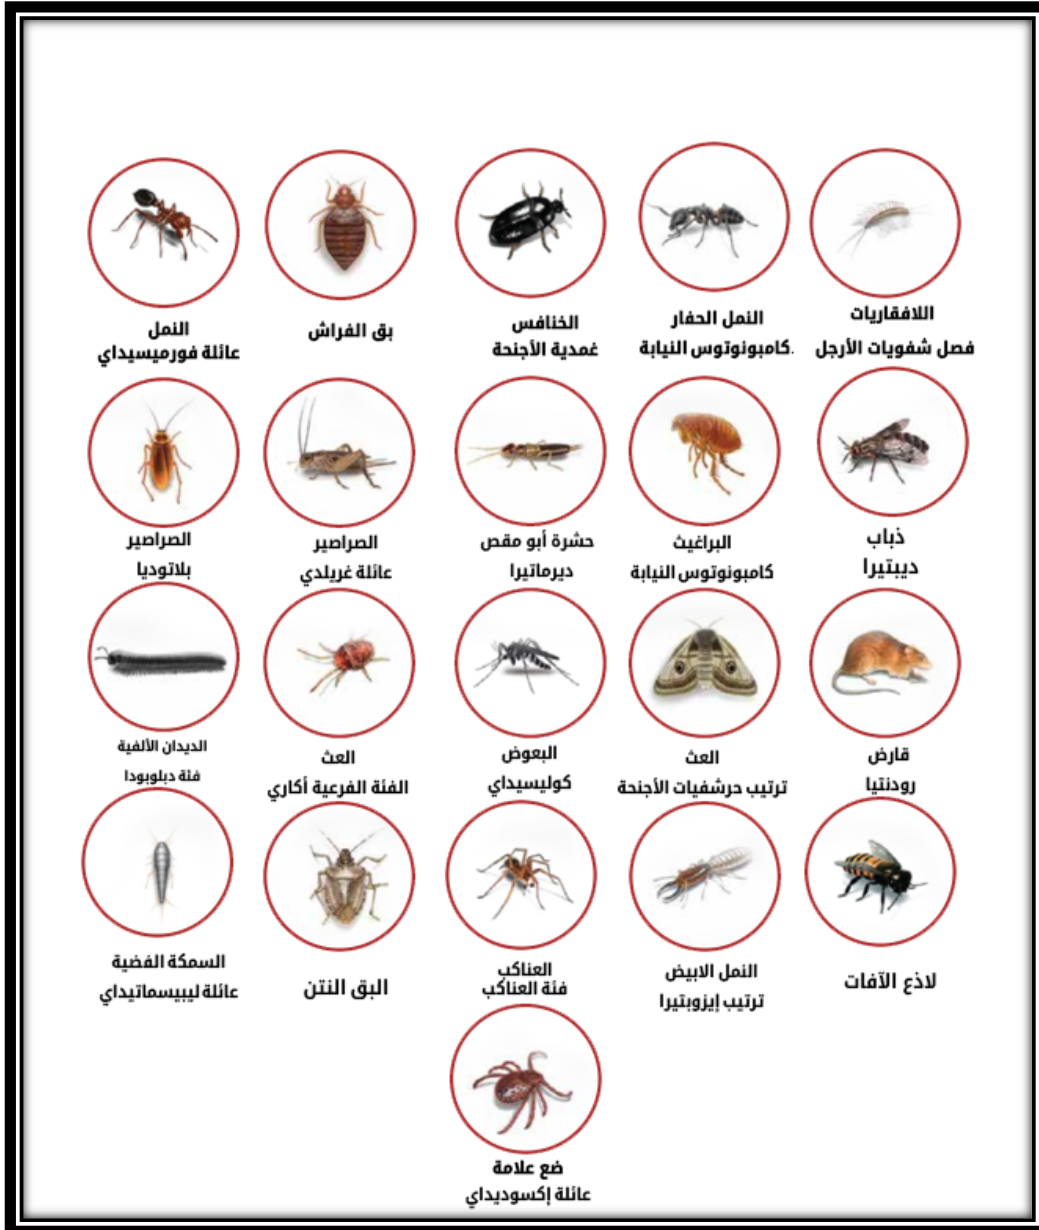 اللافقاريات
فصل شفويات الأرجل
النمل الحفار
كامبونوتوس النيابة.
الخنافس
غمدية الأجنحة
بق الفراش
النمل
عائلة فورميسيداي
ذباب
ديبتيرا
البراغيث
كامبونوتوس النيابة
حشرة أبو مقص
ديرماتيرا
الصراصير
عائلة غريلدي
الصراصير
بلاتوديا
قارض
رودنتيا
العث
ترتيب حرشفيات الأجنحة
البعوض
كوليسيداي
العث
الفئة الفرعية أكاري
الديدان الألفية
فئة دبلوبودا
لاذع الآفات
النمل الابيض
ترتيب إيزوبتيرا
العناكب
فئة العناكب
البق النتن
السمكة الفضية
عائلة ليبيسماتيداي
ضع علامة
عائلة إكسوديداي